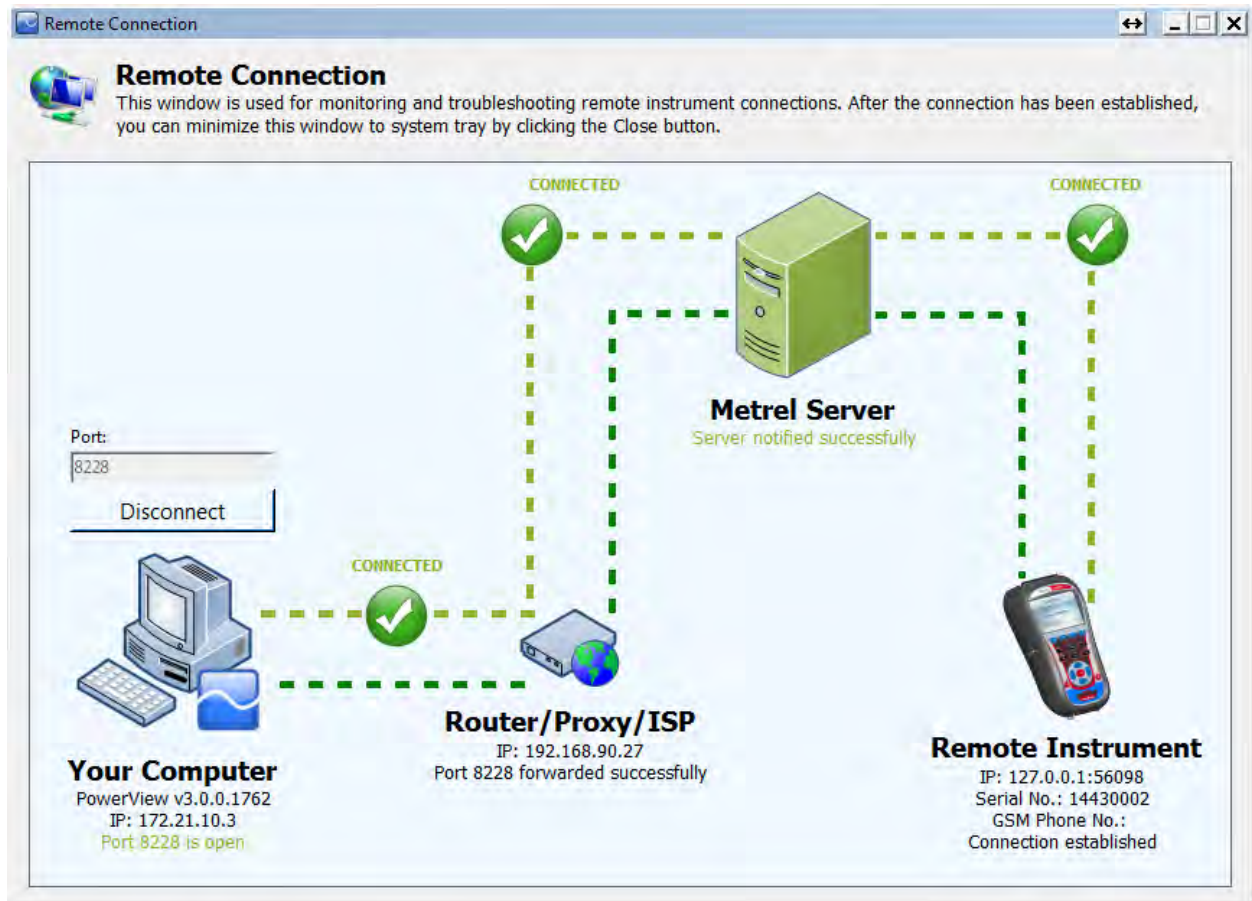 Remote Connection
Remote Connection
This window is used for monitoring and troubleshooting remote instrument connections. After the connection has been established,
you can minimize this window to system tray by clicking the Close button.
CONNECTED
CONNECTED
Metrel Server
Server notified successfully
Port:
8228
Disconnect
CONNECTED
Router/Proxy/ISP
IP: 192.168.90.27
Port 8228 forwarded successfully
Your Computer
PowerView v3.0.0.1762
IP: 172.21.10.3
Port 8228 is open
Remote Instrument
IP: 127.0.0.1:56098
Serial No.: 14430002
GSM Phone No.:
Connection established